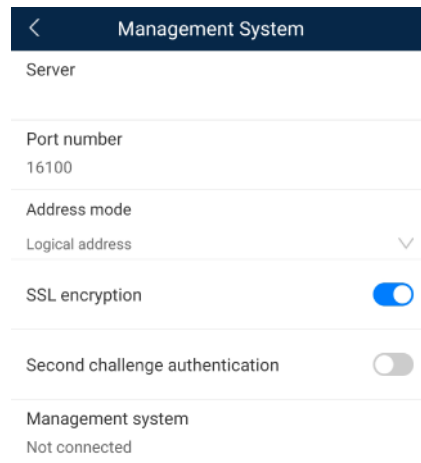 Management System
Server
Port number
16100
Address mode
Logical address
SSL encryption
Second challenge authentication
Management system
Not connected